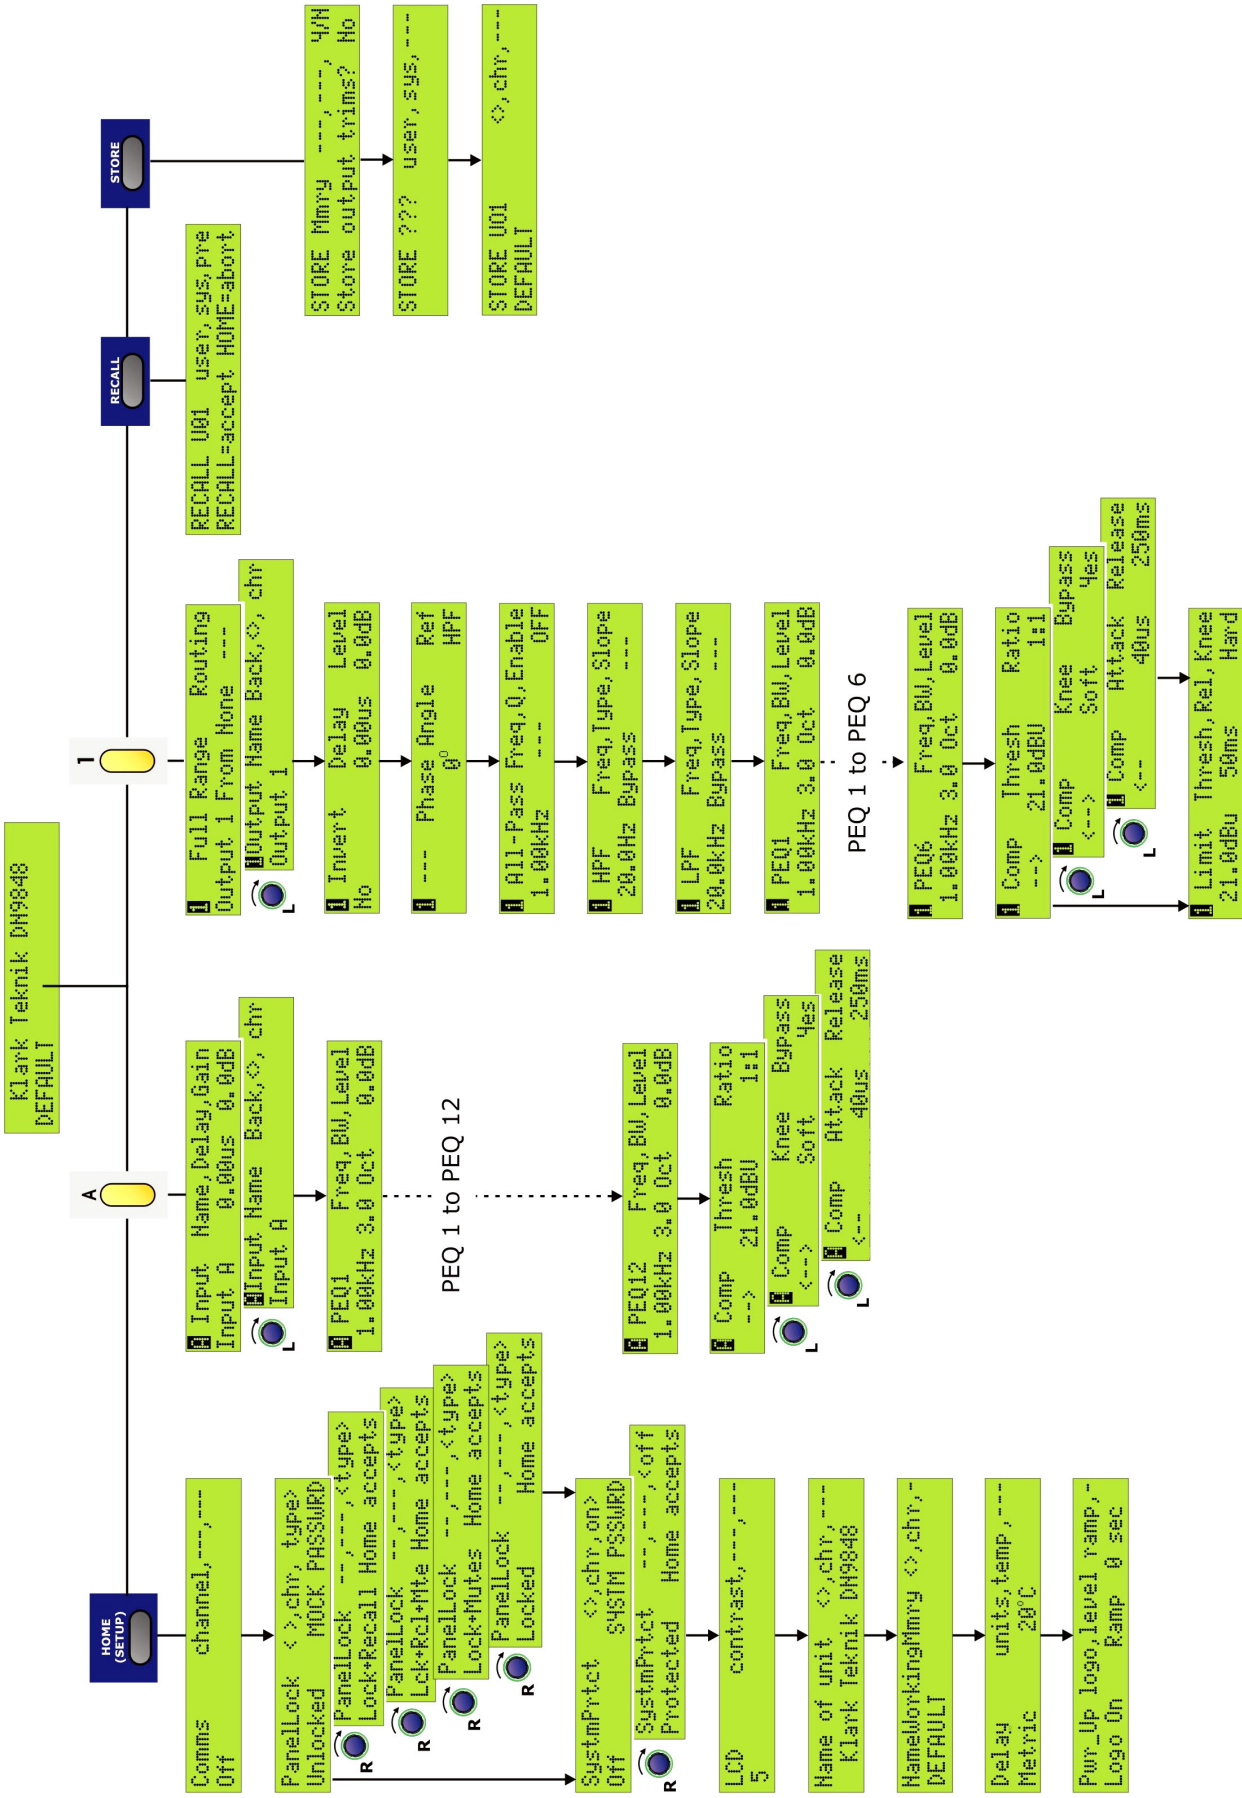 Klark Teknik DN9848
DEFAULT
HOME
(SETUP)
A
1
RECALL
STORE
Comms channel,---,---
Off
PanelLock <>,chr, type>
Unlocked MOCK PASSWRD
PanelLock --,---,<type>
Lock+Recall Home accepts
R
PanelLock --,---,<type>
Lck+Rcl+Mte Home accepts
R
PanelLock --,---,<type>
Lock+Mutes Home accepts
R
PanelLock --,---,<type>
Locked Home accepts
R
SystmPrtct <>,chr,on>
Off SYSTM PSSWRD
SystmPrtct --,---,<off
Protected Home accepts
R
LCD contrast,---,---
5
Name of unit <>,chr,---
Klark Teknik DN9848
NameWorkingMmry <>,chr,-
DEFAULT
Delay units,temp,---
Metric 20°C
Pwr_Up logo,level ramp,-
Logo On Ramp 0 sec
A Input Name,Delay,Gain
Input A 0.00us 0.0dB
A Input Name Back,<>, chr
Input A
L
A PEQ1 Freq,BW,Level
1.00kHz 3.0 Oct 0.0dB
PEQ 1 to PEQ 12
A PEQ12 Freq,BW,Level
1.00kHz 3.0 Oct 0.0dB
A Comp Thresh Ratio
--> 21.0dBU 1:1
A Comp Knee Bypass
<--> Soft Yes
L
A Comp Attack Release
<-- 40us 250ms
L
1 Full Range Routing
Output 1 From None ---
1 Output Name Back,<>, chr
Output 1
L
1 Invert Delay Level
No 0.00us 0.0dB
1 --- Phase Angle Ref
0° HPF
1 All-Pass Freq,Q,Enable
1.00kHz --- OFF
1 HPF Freq,Type,Slope
20.0Hz Bypass ---
1 LPF Freq,Type,Slope
20.0kHz Bypass ---
1 PEQ1 Freq,BW,Level
1.00kHz 3.0 Oct 0.0dB
PEQ 1 to PEQ 6
1 PEQ6 Freq,BW,Level
1.00kHz 3.0 Oct 0.0dB
1 Comp Thresh Ratio
--> 21.0dBU 1:1
1 Comp Knee Bypass
<--> Soft Yes
L
1 Comp Attack Release
<-- 40us 250ms
L
1 Limit Thresh,Rel,Knee
21.0dBu 50ms Hard
RECALL U01 user,sys,pre
RECALL=accept HOME=abort
STORE Mmry ---,---, Y/N
Store output trims? No
STORE ??? user,sys,---
STORE U01 <>,chr,---
DEFAULT